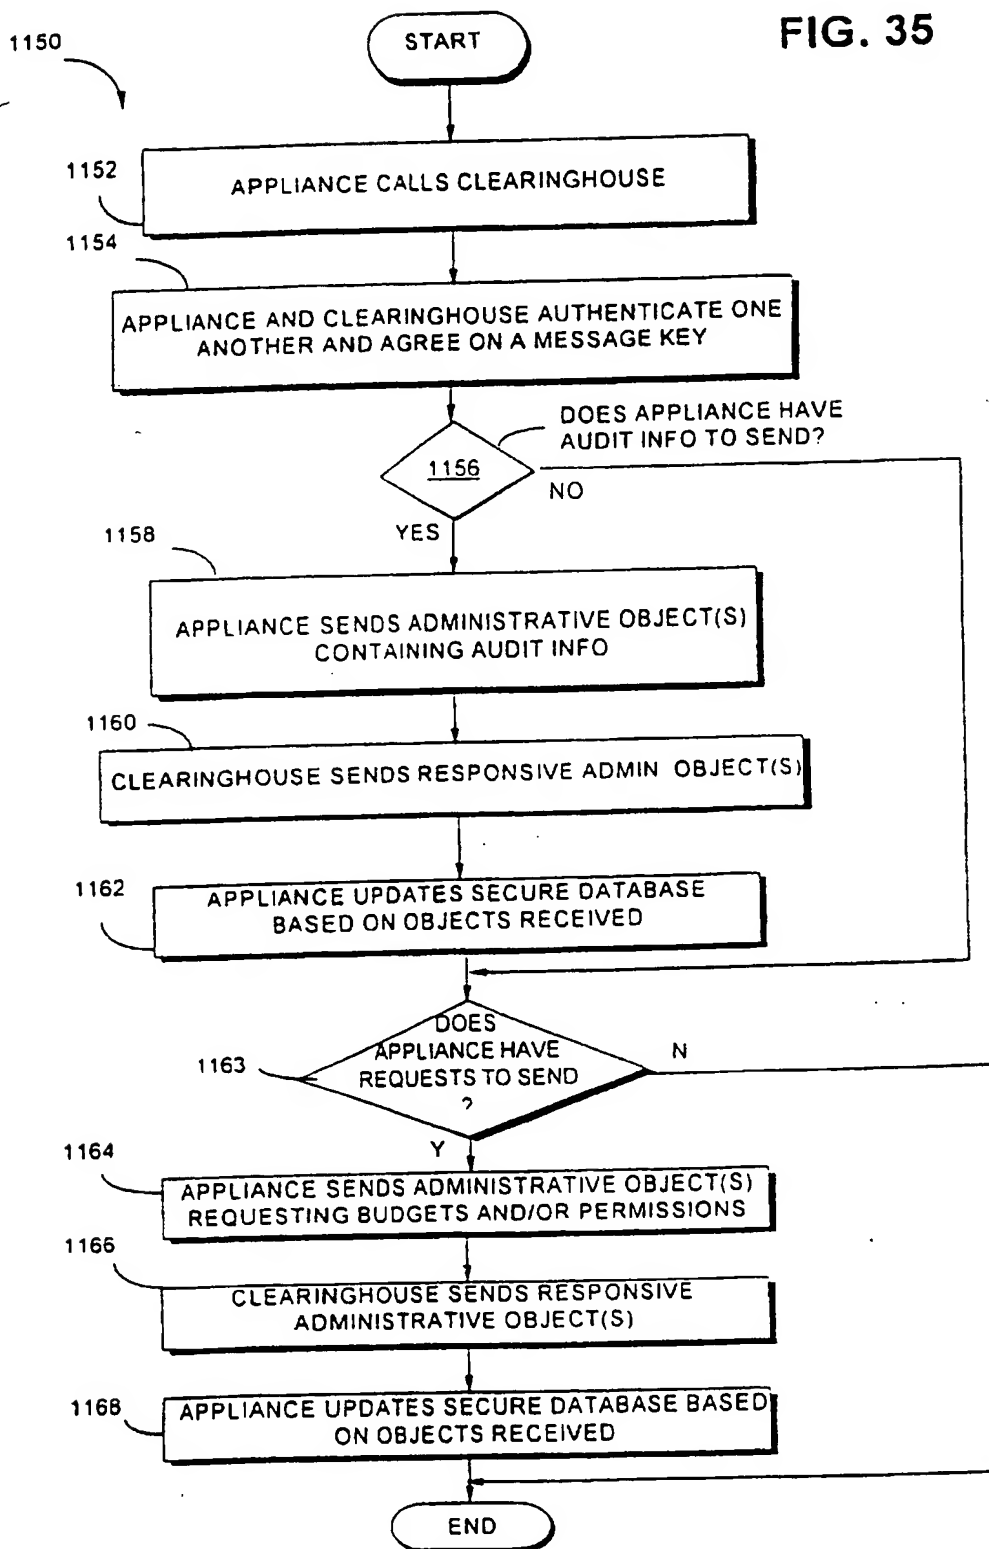 FIG. 35
1150
START
1152
APPLIANCE CALLS CLEARINGHOUSE
1154
APPLIANCE AND CLEARINGHOUSE AUTHENTICATE ONE
ANOTHER AND AGREE ON A MESSAGE KEY
DOES APPLIANCE HAVE
AUDIT INFO TO SEND?
1156
NO
YES
1158
APPLIANCE SENDS ADMINISTRATIVE OBJECT(S)
CONTAINING AUDIT INFO
1160
CLEARINGHOUSE SENDS RESPONSIVE ADMIN OBJECT(S)
1162
APPLIANCE UPDATES SECURE DATABASE
BASED ON OBJECTS RECEIVED
1163
DOES
APPLIANCE HAVE
REQUESTS TO SEND
?
N
Y
1164
APPLIANCE SENDS ADMINISTRATIVE OBJECT(S)
REQUESTING BUDGETS AND/OR PERMISSIONS
1166
CLEARINGHOUSE SENDS RESPONSIVE
ADMINISTRATIVE OBJECT(S)
1168
APPLIANCE UPDATES SECURE DATABASE BASED
ON OBJECTS RECEIVED
END